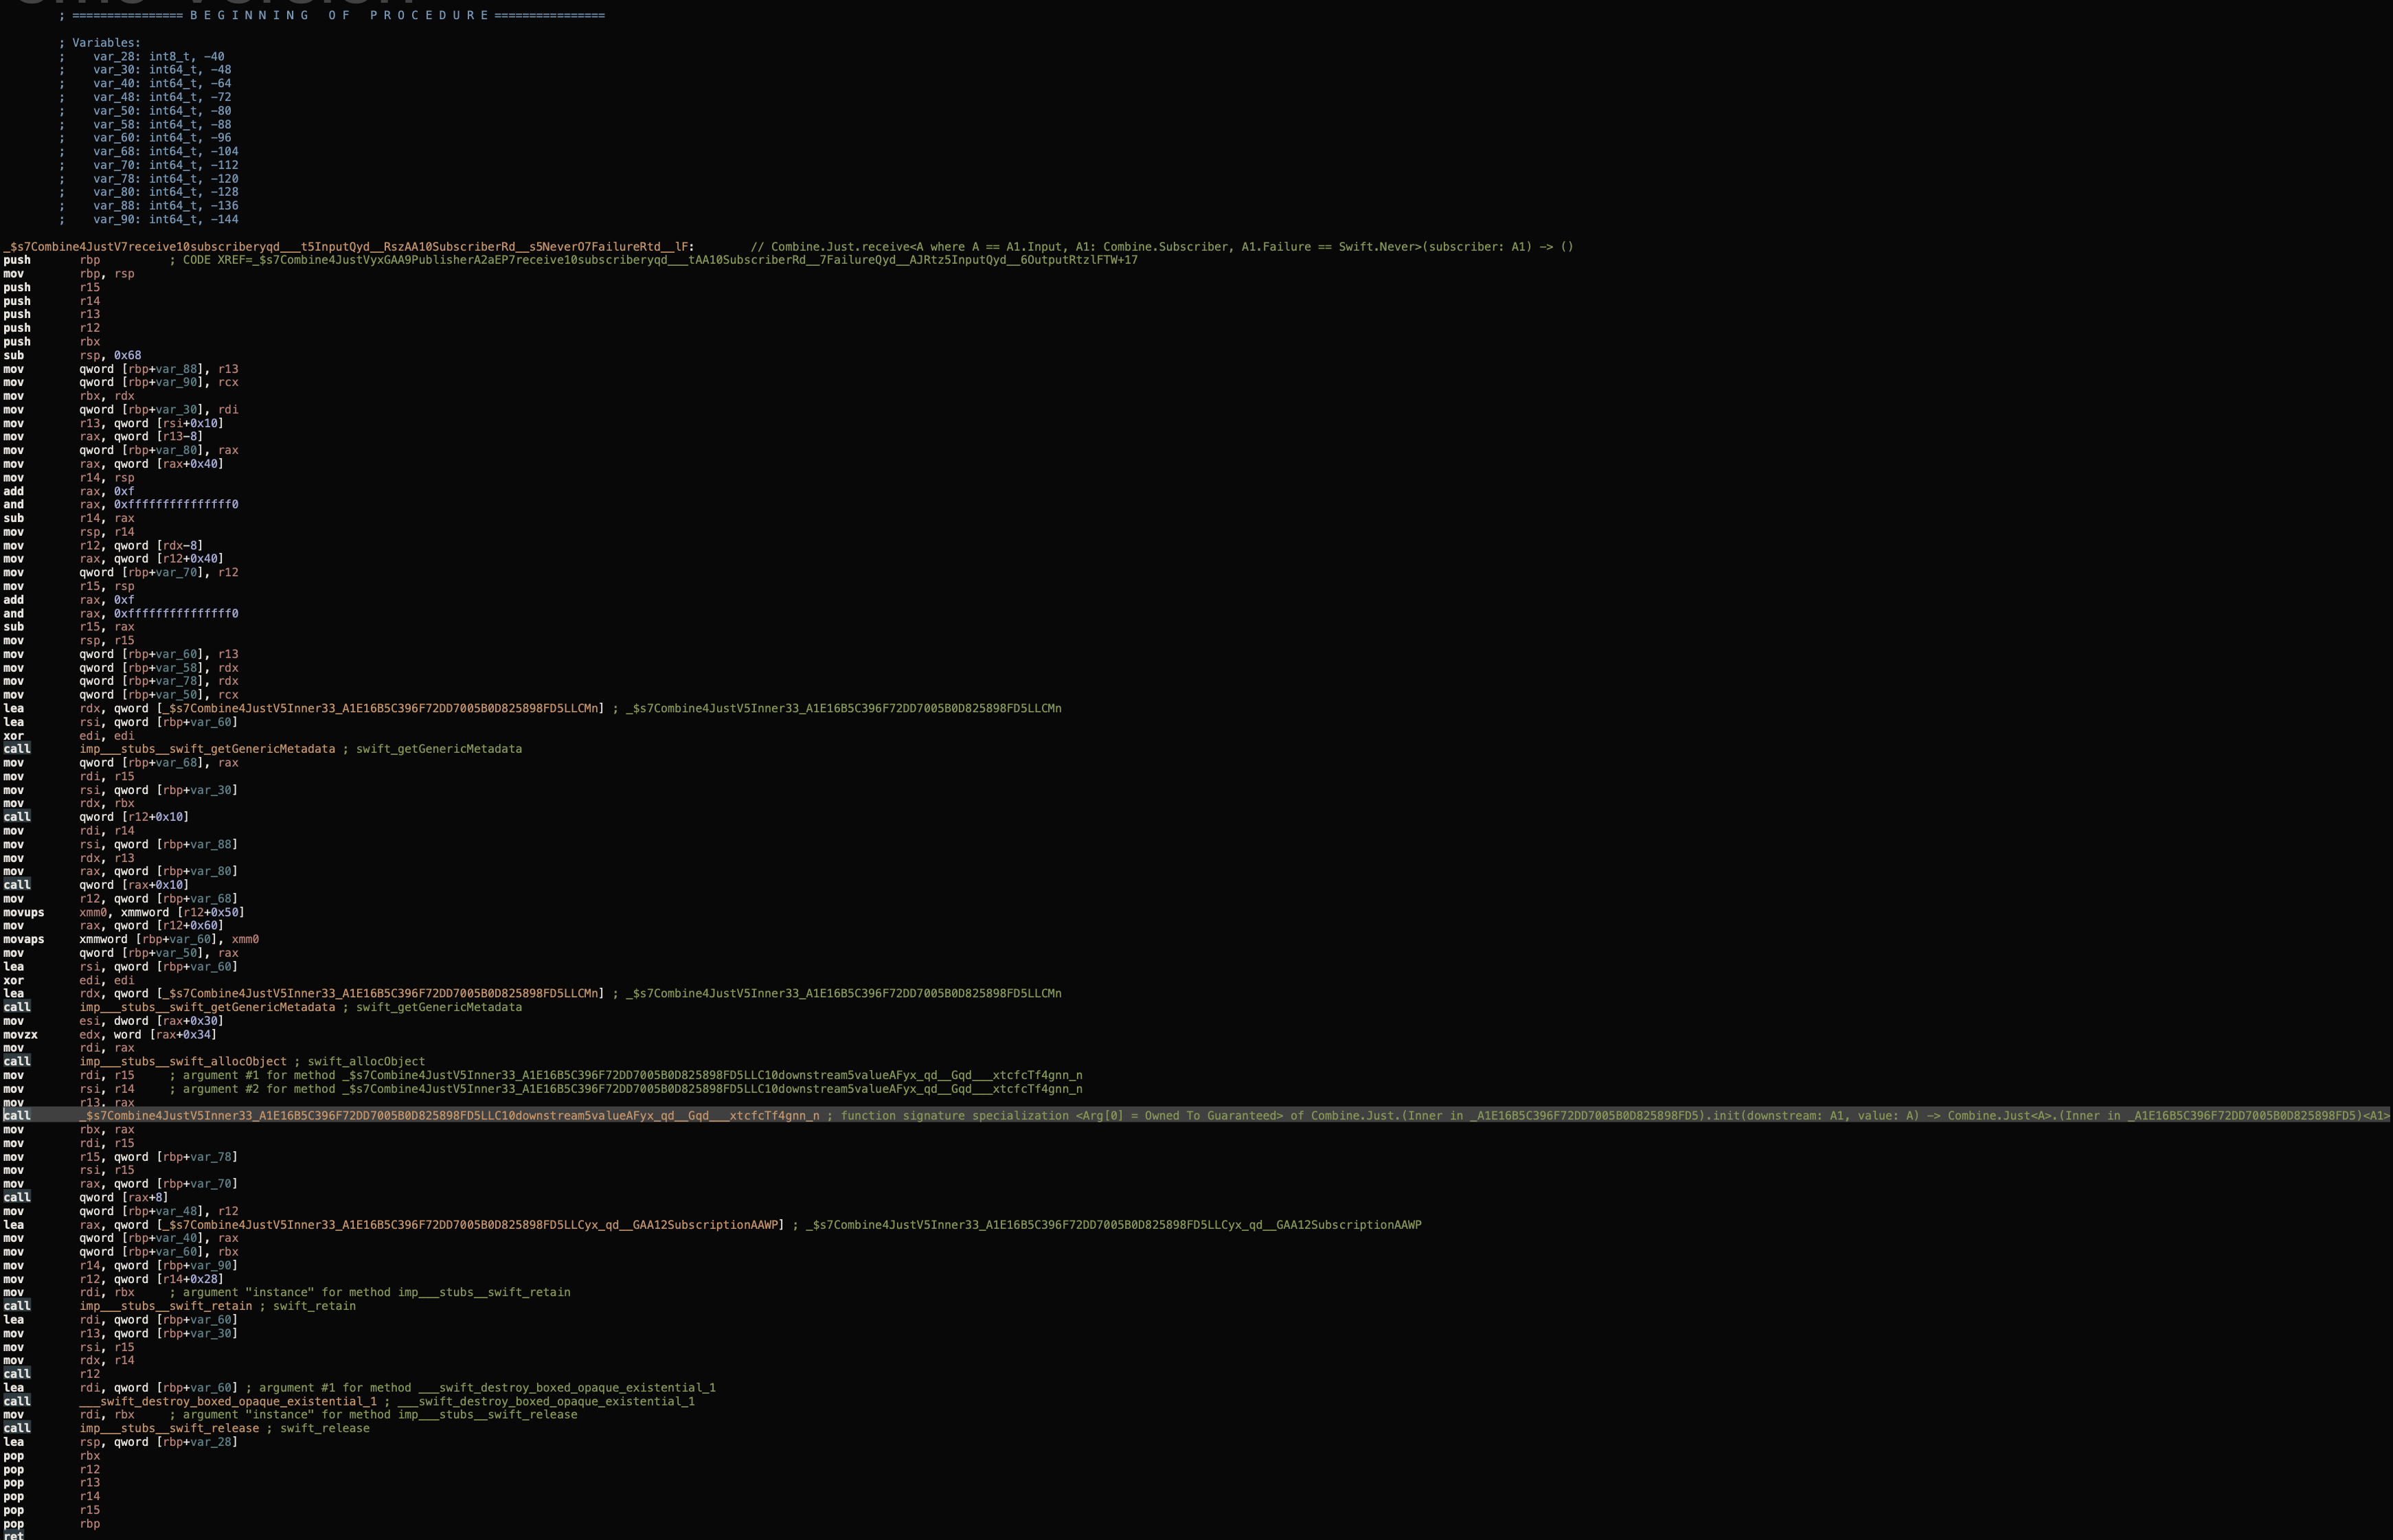 ; ================ B E G I N N I N G   O F   P R O C E D U R E ================
; Variables:
;    var_28: int8_t, -40
;    var_30: int64_t, -48
;    var_40: int64_t, -64
;    var_48: int64_t, -72
;    var_50: int64_t, -80
;    var_58: int64_t, -88
;    var_60: int64_t, -96
;    var_68: int64_t, -104
;    var_70: int64_t, -112
;    var_78: int64_t, -120
;    var_80: int64_t, -128
;    var_88: int64_t, -136
;    var_90: int64_t, -144
_$s7Combine4JustV7receive10subscriberyqd___t5InputQyd__RszAA10SubscriberRd__s5NeverO7FailureRtd__lF:        // Combine.Just.receive<A where A == A1.Input, A1: Combine.Subscriber, A1.Failure == Swift.Never>(subscriber: A1) -> ()
push rbp ; CODE XREF=_$s7Combine4JustVyxGAA9PublisherA2aEP7receive10subscriberyqd___tAA10SubscriberRd__7FailureQyd__AJRtz5InputQyd__6OutputRtzlFTW+17
mov rbp, rsp
push r15
push r14
push r13
push r12
push rbx
sub rsp, 0x68
mov qword [rbp+var_88], r13
mov qword [rbp+var_90], rcx
mov rbx, rdx
mov qword [rbp+var_30], rdi
mov r13, qword [rsi+0x10]
mov rax, qword [r13-8]
mov qword [rbp+var_80], rax
mov rax, qword [rax+0x40]
mov r14, rsp
add rax, 0xf
and rax, 0xfffffffffffffff0
sub r14, rax
mov rsp, r14
mov r12, qword [rdx-8]
mov rax, qword [r12+0x40]
mov qword [rbp+var_70], r12
mov r15, rsp
add rax, 0xf
and rax, 0xfffffffffffffff0
sub r15, rax
mov rsp, r15
mov qword [rbp+var_60], r13
mov qword [rbp+var_58], rdx
mov qword [rbp+var_78], rdx
mov qword [rbp+var_50], rcx
lea rdx, qword [_$s7Combine4JustV5Inner33_A1E16B5C396F72DD7005B0D825898FD5LLCMn] ; _$s7Combine4JustV5Inner33_A1E16B5C396F72DD7005B0D825898FD5LLCMn
lea rsi, qword [rbp+var_60]
xor edi, edi
call imp___stubs__swift_getGenericMetadata ; swift_getGenericMetadata
mov qword [rbp+var_68], rax
mov rdi, r15
mov rsi, qword [rbp+var_30]
mov rdx, rbx
call qword [r12+0x10]
mov rdi, r14
mov rsi, qword [rbp+var_88]
mov rdx, r13
mov rax, qword [rbp+var_80]
call qword [rax+0x10]
mov r12, qword [rbp+var_68]
movups xmm0, xmmword [r12+0x50]
mov rax, qword [r12+0x60]
movaps xmmword [rbp+var_60], xmm0
mov qword [rbp+var_50], rax
lea rsi, qword [rbp+var_60]
xor edi, edi
lea rdx, qword [_$s7Combine4JustV5Inner33_A1E16B5C396F72DD7005B0D825898FD5LLCMn] ; _$s7Combine4JustV5Inner33_A1E16B5C396F72DD7005B0D825898FD5LLCMn
call imp___stubs__swift_getGenericMetadata ; swift_getGenericMetadata
mov esi, dword [rax+0x30]
movzx edx, word [rax+0x34]
mov rdi, rax
call imp___stubs__swift_allocObject ; swift_allocObject
mov rdi, r15 ; argument #1 for method _$s7Combine4JustV5Inner33_A1E16B5C396F72DD7005B0D825898FD5LLC10downstream5valueAFyx_qd__Gqd___xtcfcTf4gnn_n
mov rsi, r14 ; argument #2 for method _$s7Combine4JustV5Inner33_A1E16B5C396F72DD7005B0D825898FD5LLC10downstream5valueAFyx_qd__Gqd___xtcfcTf4gnn_n
mov r13, rax
call _$s7Combine4JustV5Inner33_A1E16B5C396F72DD7005B0D825898FD5LLC10downstream5valueAFyx_qd__Gqd___xtcfcTf4gnn_n ; function signature specialization <Arg[0] = Owned To Guaranteed> of Combine.Just.(Inner in _A1E16B5C396F72DD7005B0D825898FD5).init(downstream: A1, value: A) -> Combine.Just<A>.(Inner in _A1E16B5C396F72DD7005B0D825898FD5)<A1>
mov rbx, rax
mov rdi, r15
mov r15, qword [rbp+var_78]
mov rsi, r15
mov rax, qword [rbp+var_70]
call qword [rax+8]
mov qword [rbp+var_48], r12
lea rax, qword [_$s7Combine4JustV5Inner33_A1E16B5C396F72DD7005B0D825898FD5LLCyx_qd__GAA12SubscriptionAAWP] ; _$s7Combine4JustV5Inner33_A1E16B5C396F72DD7005B0D825898FD5LLCyx_qd__GAA12SubscriptionAAWP
mov qword [rbp+var_40], rax
mov qword [rbp+var_60], rbx
mov r14, qword [rbp+var_90]
mov r12, qword [r14+0x28]
mov rdi, rbx ; argument "instance" for method imp___stubs__swift_retain
call imp___stubs__swift_retain ; swift_retain
lea rdi, qword [rbp+var_60]
mov r13, qword [rbp+var_30]
mov rsi, r15
mov rdx, r14
call r12
lea rdi, qword [rbp+var_60] ; argument #1 for method ___swift_destroy_boxed_opaque_existential_1
call ___swift_destroy_boxed_opaque_existential_1 ; ___swift_destroy_boxed_opaque_existential_1
mov rdi, rbx ; argument "instance" for method imp___stubs__swift_release
call imp___stubs__swift_release ; swift_release
lea rsp, qword [rbp+var_28]
pop rbx
pop r12
pop r13
pop r14
pop r15
pop rbp
ret